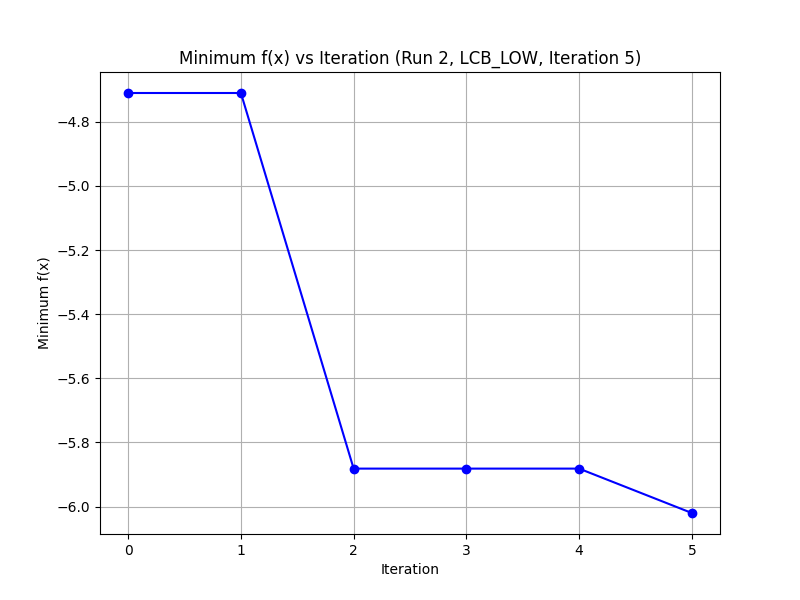 Minimum f(x) vs Iteration (Run 2, LCB_LOW, Iteration 5)
Minimum f(x)
−4.8
−5.0
−5.2
−5.4
−5.6
−5.8
−6.0
0 1 2 3 4 5
Iteration